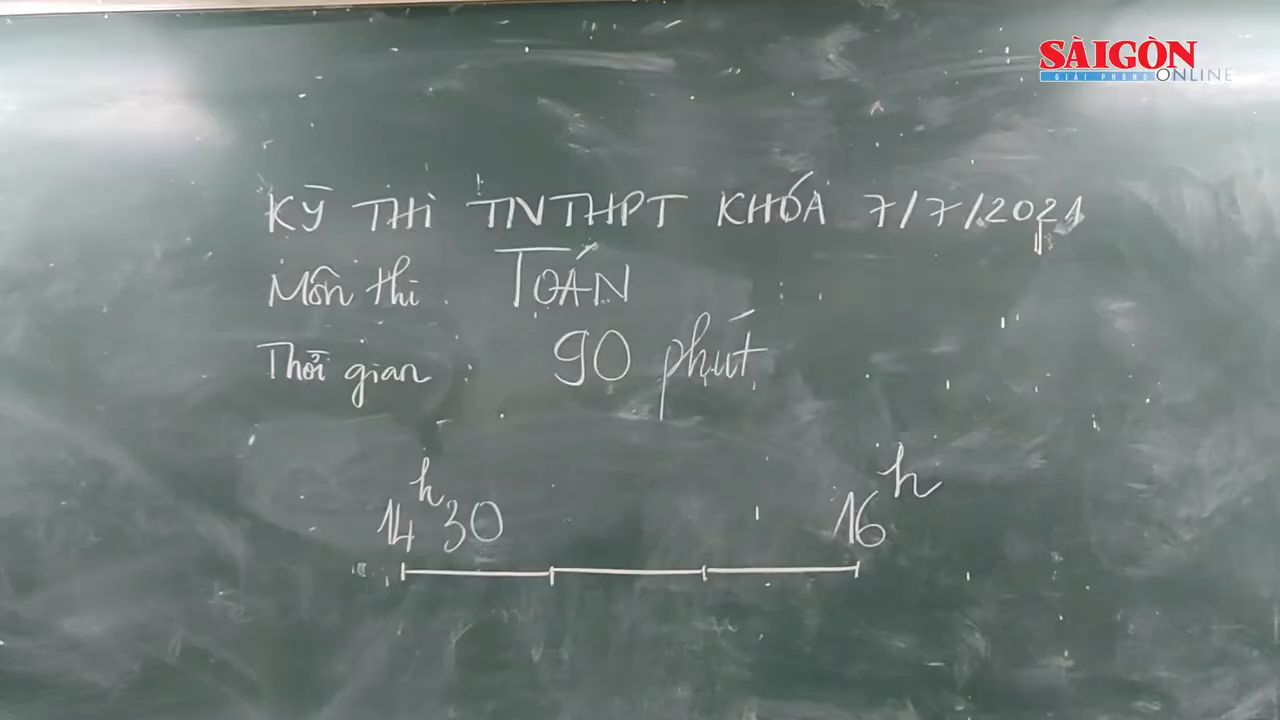 SÀIGÒN
GIẢI PHÓNG ONLINE
KỲ THI TNTHPT KHÓA 7/7/2021
Môn thi : TOÁN
Thời gian : 90 phút
14h30 16h